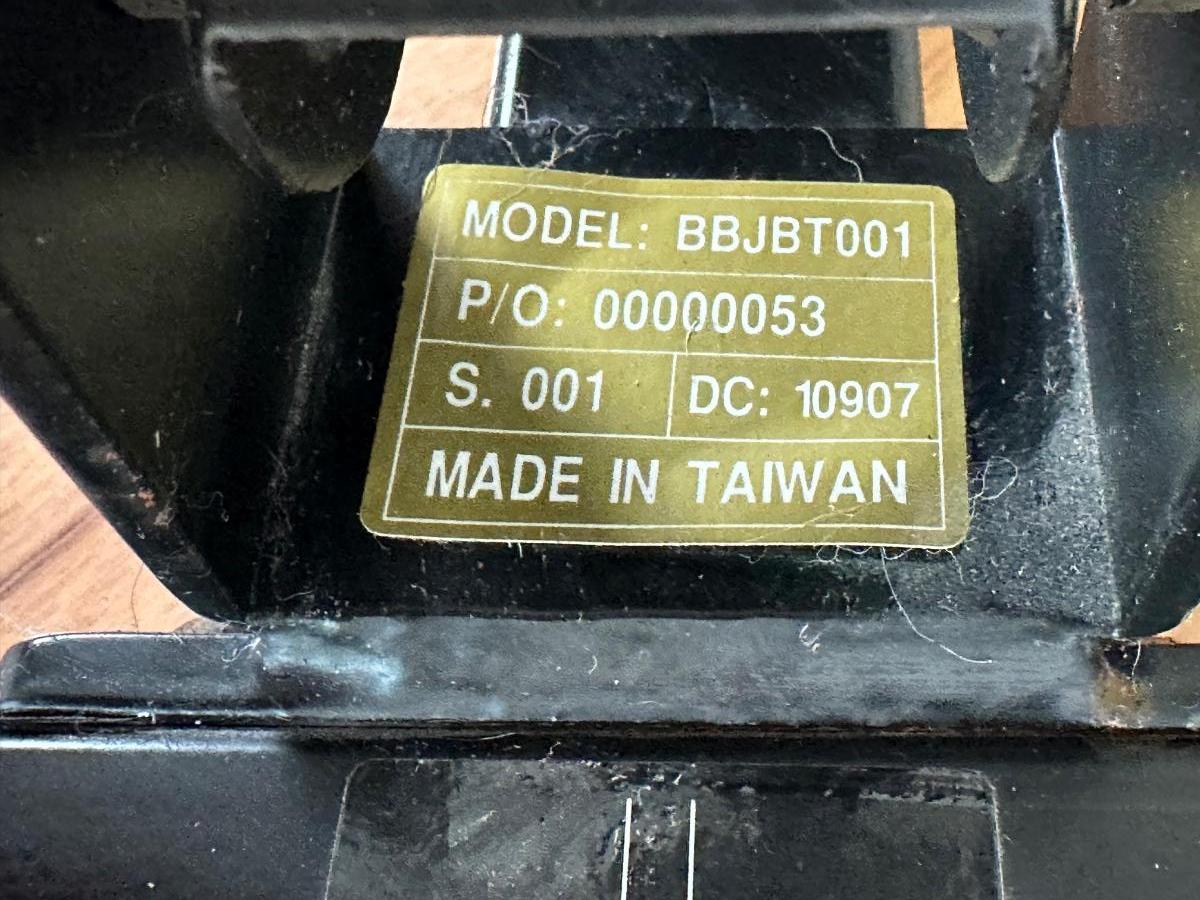 MODEL: BBJBT001
P/O: 00000053
S. 001 DC: 10907
MADE IN TAIWAN